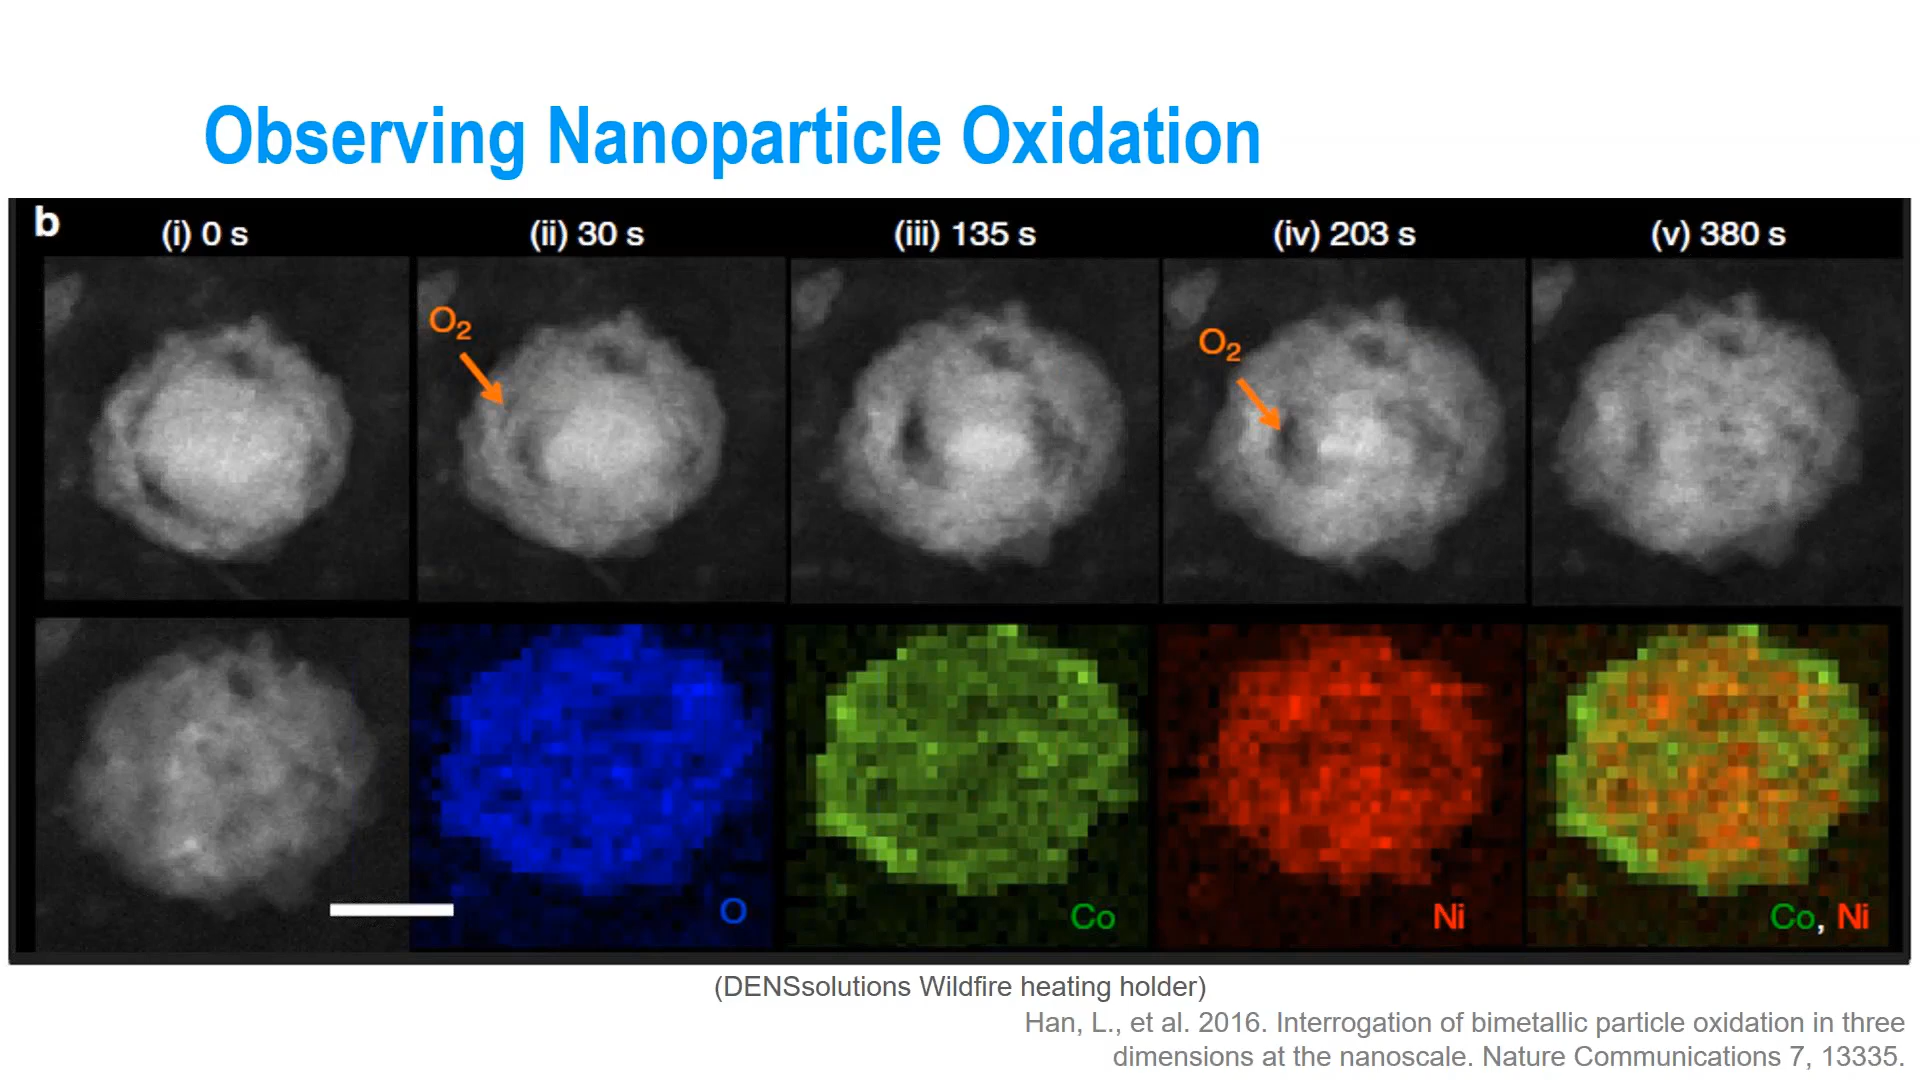 Observing Nanoparticle Oxidation
b
(i) 0 s
(ii) 30 s
(iii) 135 s
(iv) 203 s
(v) 380 s
O₂
O₂
O
Co
Ni
Co, Ni
(DENSsolutions Wildfire heating holder)
Han, L., et al. 2016. Interrogation of bimetallic particle oxidation in three
dimensions at the nanoscale. Nature Communications 7, 13335.